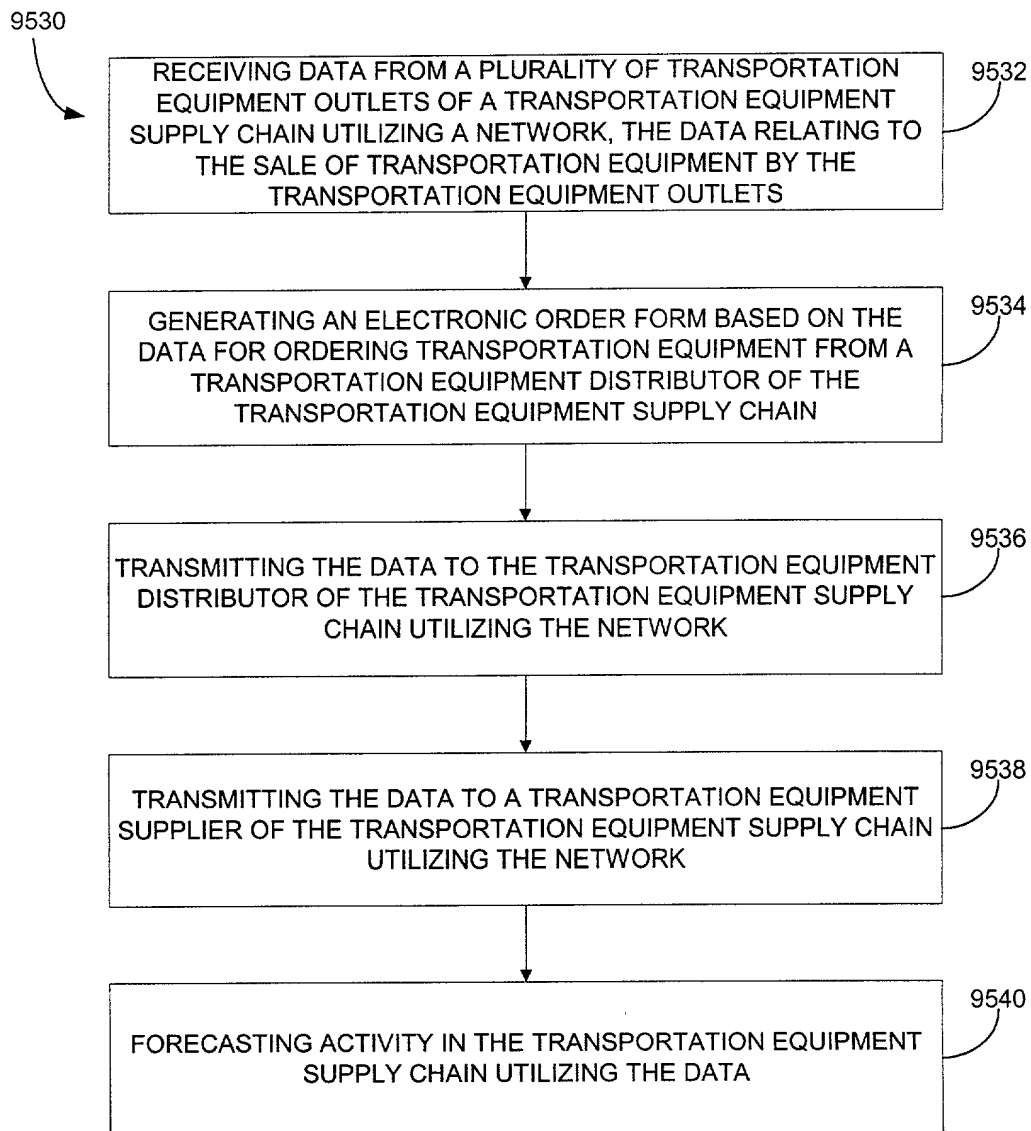 9530
RECEIVING DATA FROM A PLURALITY OF TRANSPORTATION
EQUIPMENT OUTLETS OF A TRANSPORTATION EQUIPMENT
SUPPLY CHAIN UTILIZING A NETWORK, THE DATA RELATING TO
THE SALE OF TRANSPORTATION EQUIPMENT BY THE
TRANSPORTATION EQUIPMENT OUTLETS
9532
GENERATING AN ELECTRONIC ORDER FORM BASED ON THE
DATA FOR ORDERING TRANSPORTATION EQUIPMENT FROM A
TRANSPORTATION EQUIPMENT DISTRIBUTOR OF THE
TRANSPORTATION EQUIPMENT SUPPLY CHAIN
9534
TRANSMITTING THE DATA TO THE TRANSPORTATION EQUIPMENT
DISTRIBUTOR OF THE TRANSPORTATION EQUIPMENT SUPPLY
CHAIN UTILIZING THE NETWORK
9536
TRANSMITTING THE DATA TO A TRANSPORTATION EQUIPMENT
SUPPLIER OF THE TRANSPORTATION EQUIPMENT SUPPLY CHAIN
UTILIZING THE NETWORK
9538
FORECASTING ACTIVITY IN THE TRANSPORTATION EQUIPMENT
SUPPLY CHAIN UTILIZING THE DATA
9540